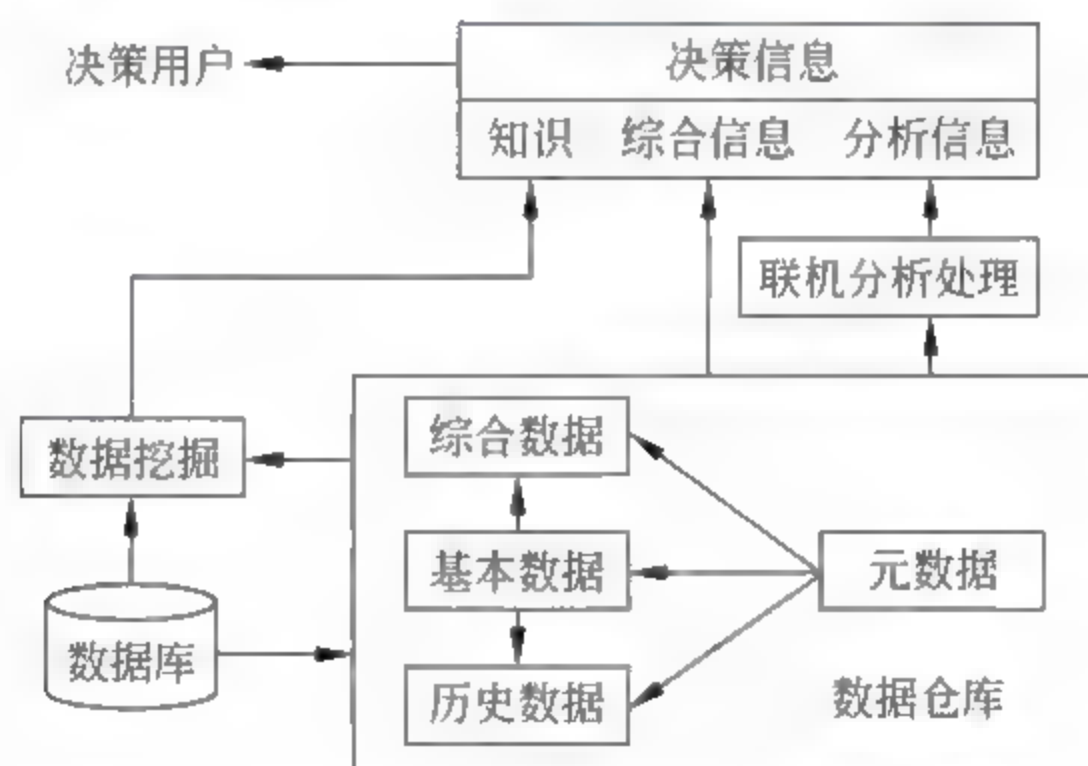 决策用户
决策信息
知识 综合信息 分析信息
联机分析处理
综合数据
数据挖掘
基本数据
元数据
数据库
历史数据
数据仓库